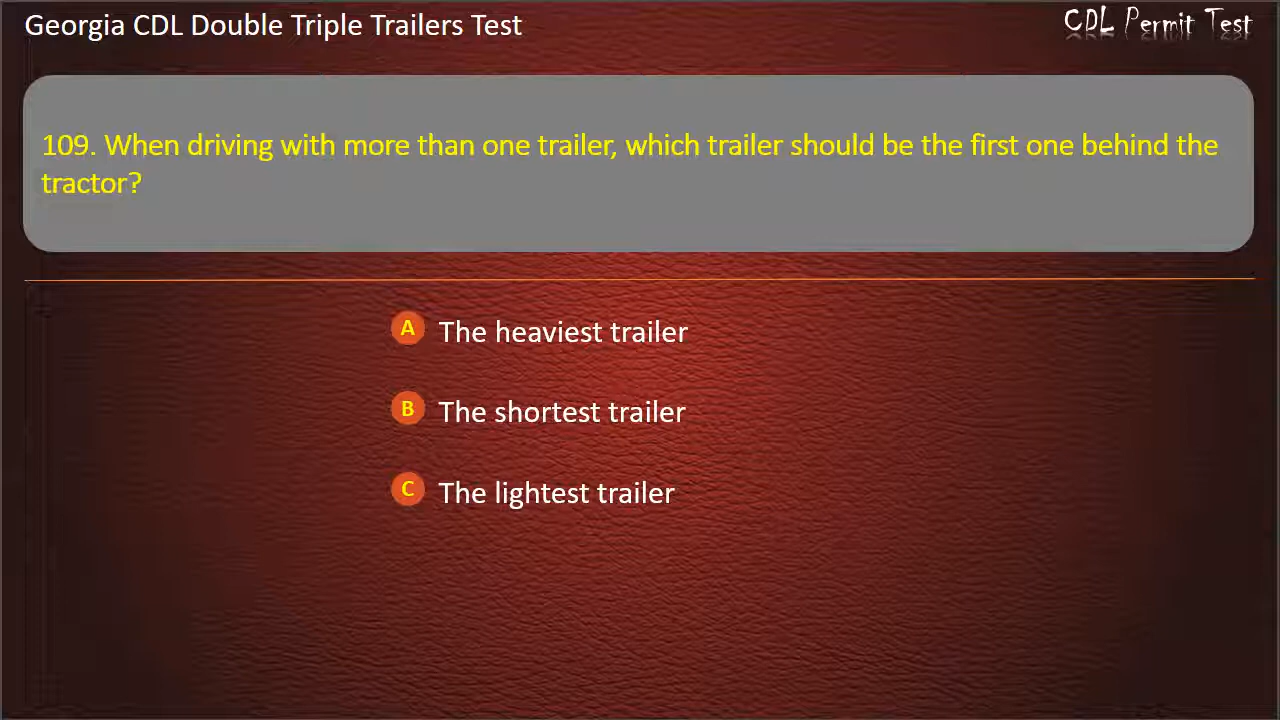 Georgia CDL Double Triple Trailers Test
CDL Permit Test
109. When driving with more than one trailer, which trailer should be the first one behind the
tractor?
A The heaviest trailer
B The shortest trailer
C The lightest trailer